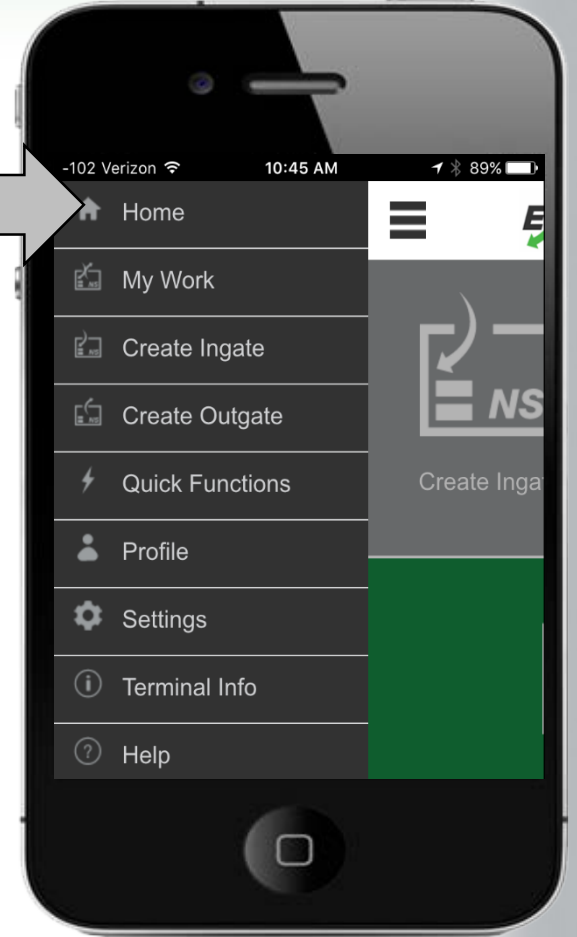 -102 Verizon 10:45 AM 89%
Home
My Work
Create Ingate
Create Outgate
Quick Functions
Profile
Settings
Terminal Info
Help
E
NS
Create Inga